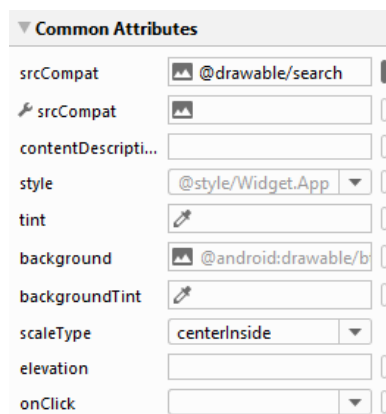 Common Attributes
srcCompat @drawable/search
srcCompat
contentDescripti...
style @style/Widget.App
tint
background @android:drawable/b
backgroundTint
scaleType centerInside
elevation
onClick